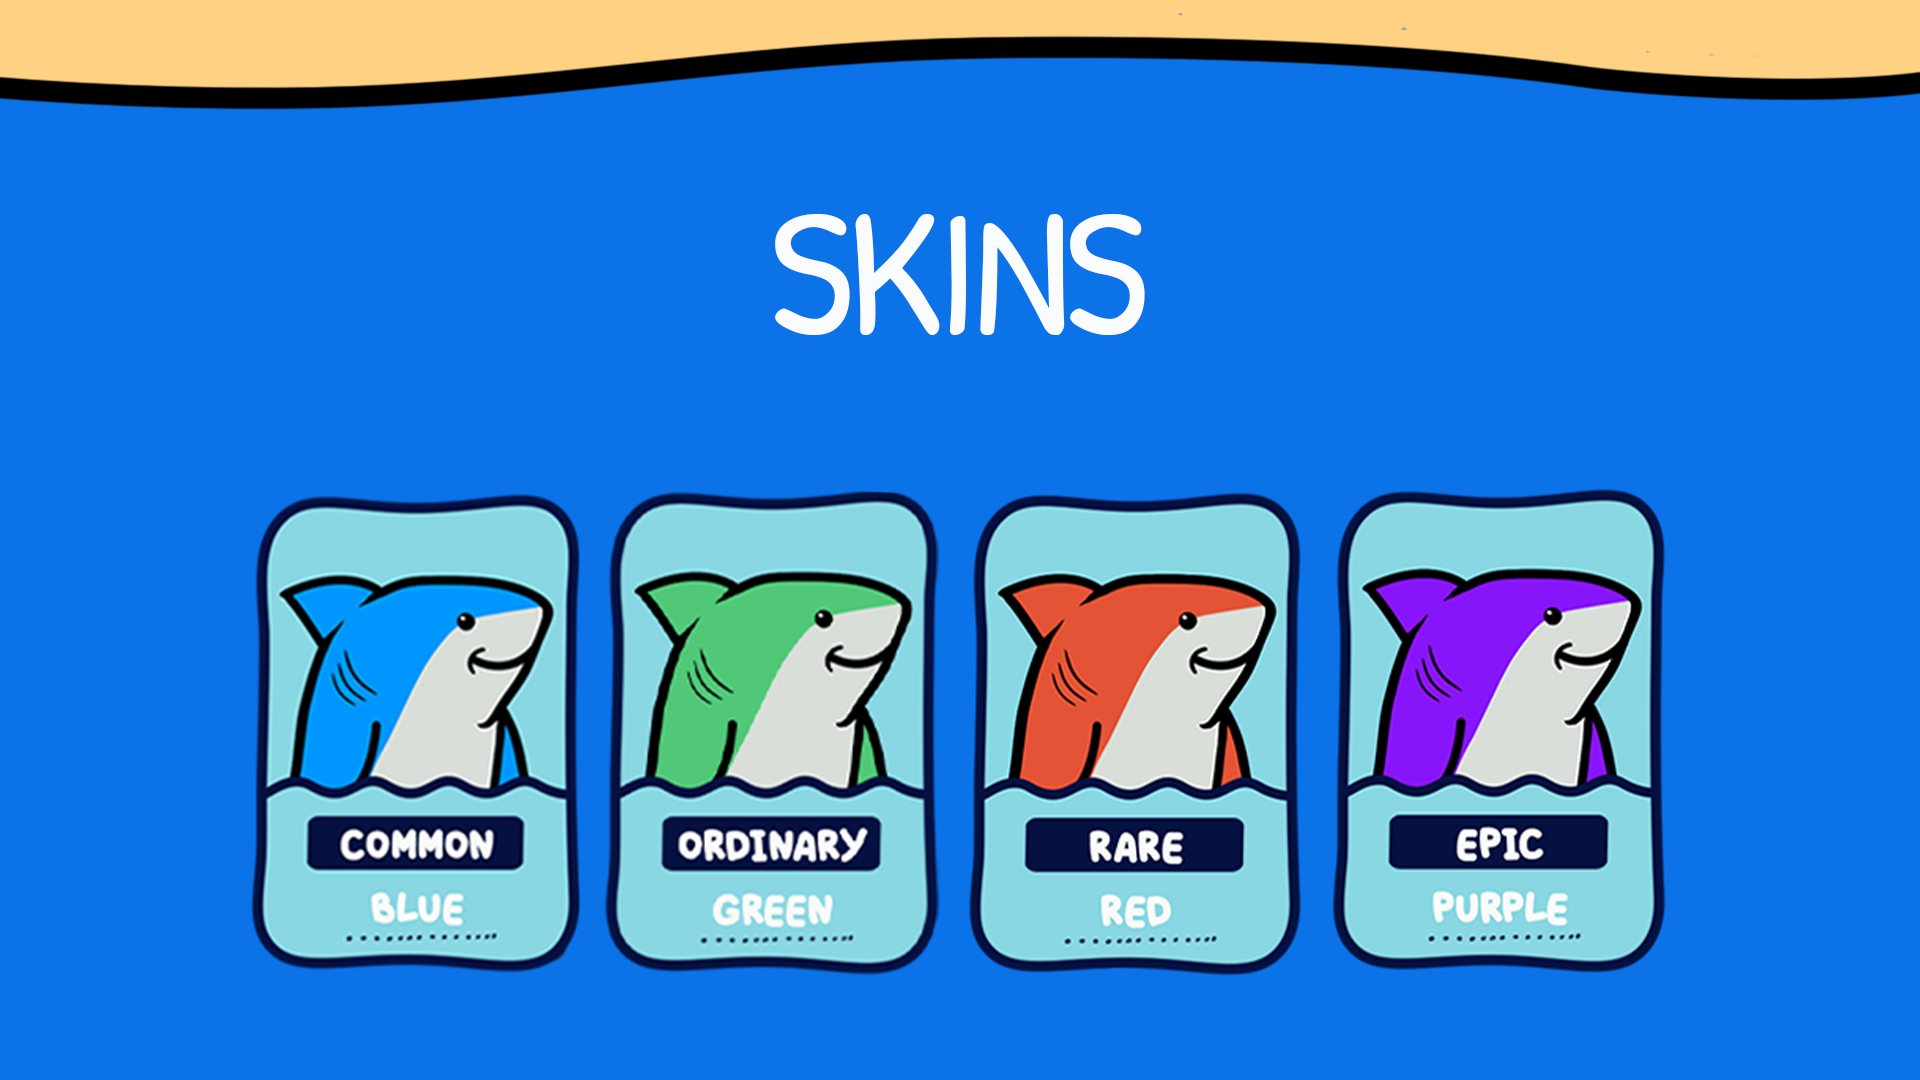 SKINS
COMMON
BLUE
ORDINARY
GREEN
RARE
RED
EPIC
PURPLE